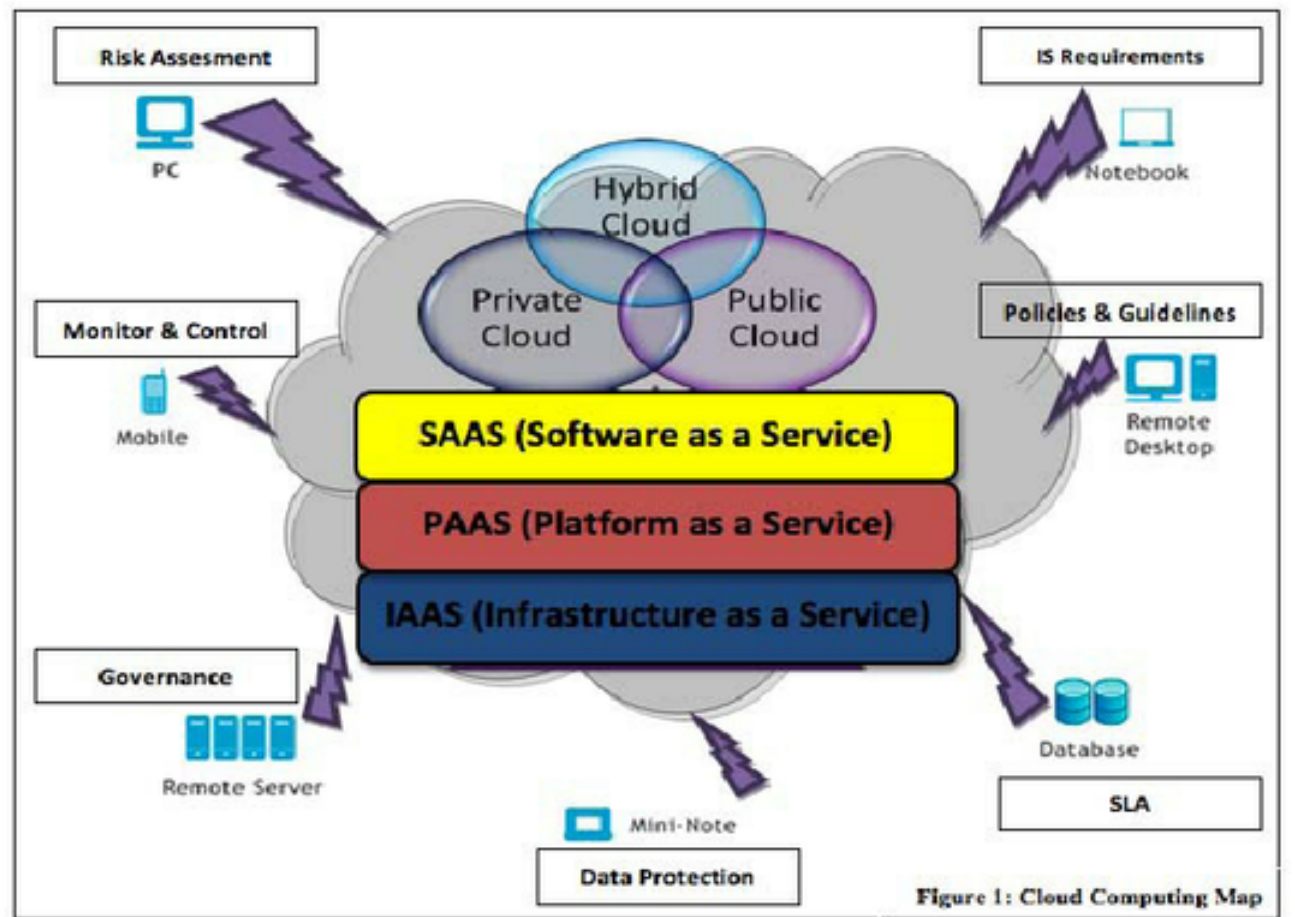 Risk Assesment
PC
IS Requirements
Notebook
Hybrid
Cloud
Private
Cloud
Public
Cloud
Monitor & Control
Mobile
Policies & Guidelines
Remote
Desktop
SAAS (Software as a Service)
PAAS (Platform as a Service)
IAAS (Infrastructure as a Service)
Governance
Remote Server
Database
SLA
Mini-Note
Data Protection
Figure 1: Cloud Computing Map